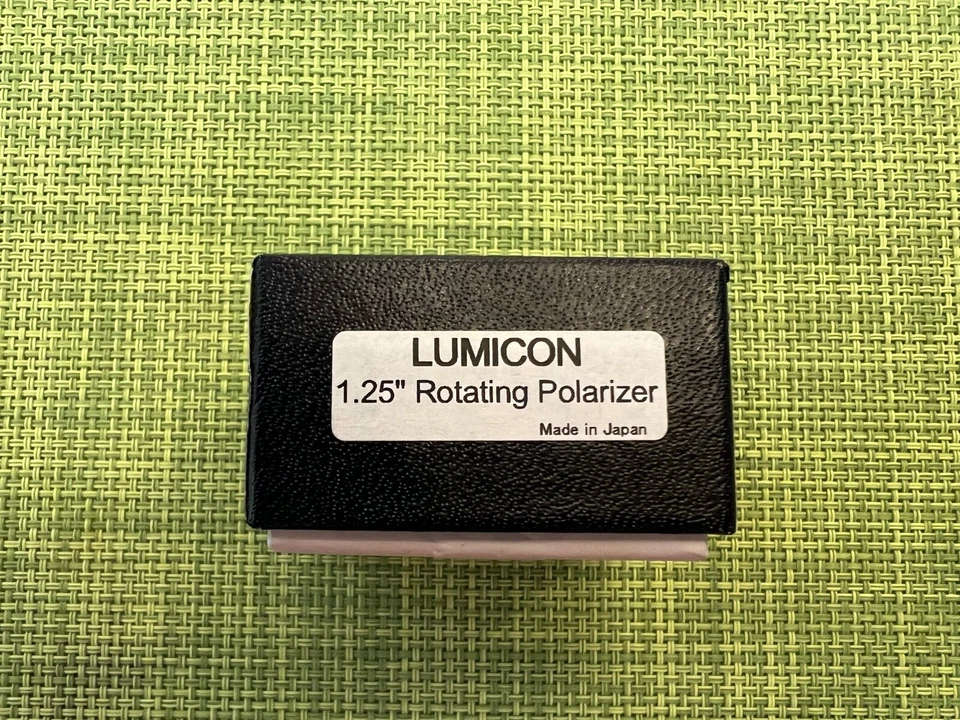 LUMICON
1.25" Rotating Polarizer
Made in Japan